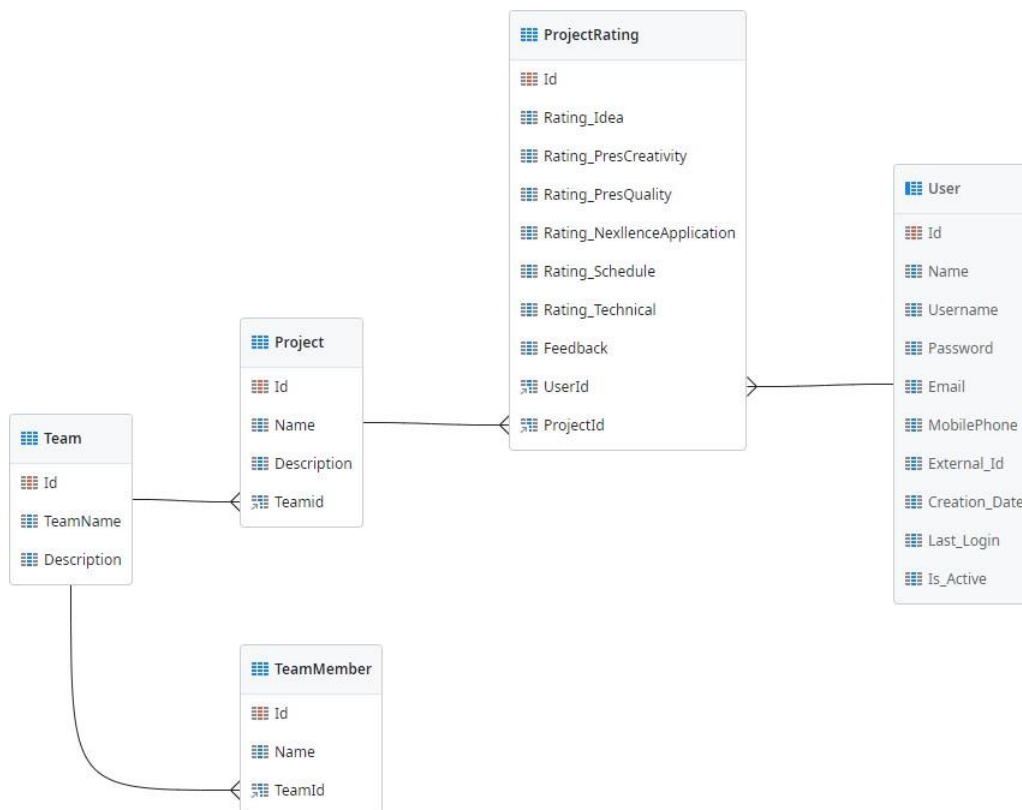 ProjectRating
Id
Rating_Idea
Rating_PresCreativity
Rating_PresQuality
Rating_NexllenceApplication
Rating_Schedule
Rating_Technical
Feedback
UserId
ProjectId
User
Id
Name
Username
Password
Email
MobilePhone
External_Id
Creation_Date
Last_Login
Is_Active
Project
Id
Name
Description
Teamid
Team
Id
TeamName
Description
TeamMember
Id
Name
TeamId